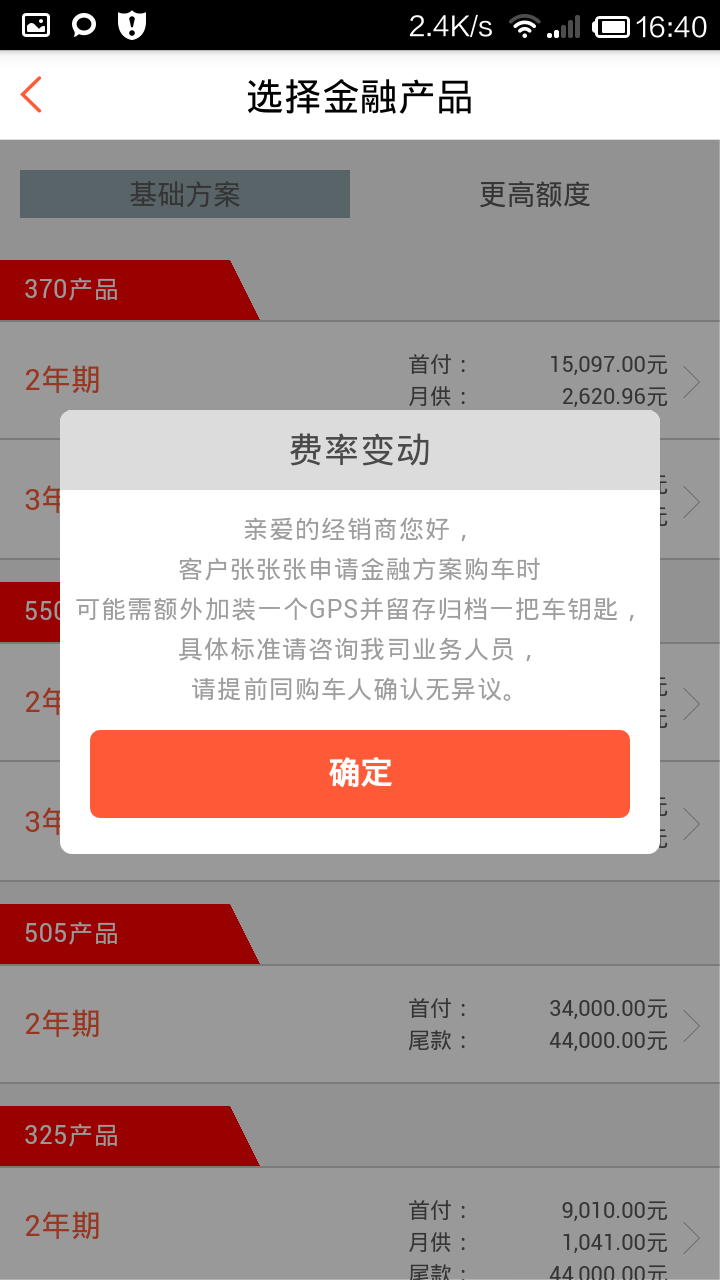 2.4K/s 16:40
选择金融产品
基础方案 更高额度
370产品
2年期 首付： 15,097.00元
月供： 2,620.96元
费率变动
3年 元
元
亲爱的经销商您好，
客户张张张申请金融方案购车时
550 可能需额外加装一个GPS并留存归档一把车钥匙，
具体标准请咨询我司业务人员，
2年 元
请提前同购车人确认无异议。
元
确定
3年 元
元
505产品
2年期 首付： 34,000.00元
尾款： 44,000.00元
325产品
2年期 首付： 9,010.00元
月供： 1,041.00元
尾款： 44,000.00元